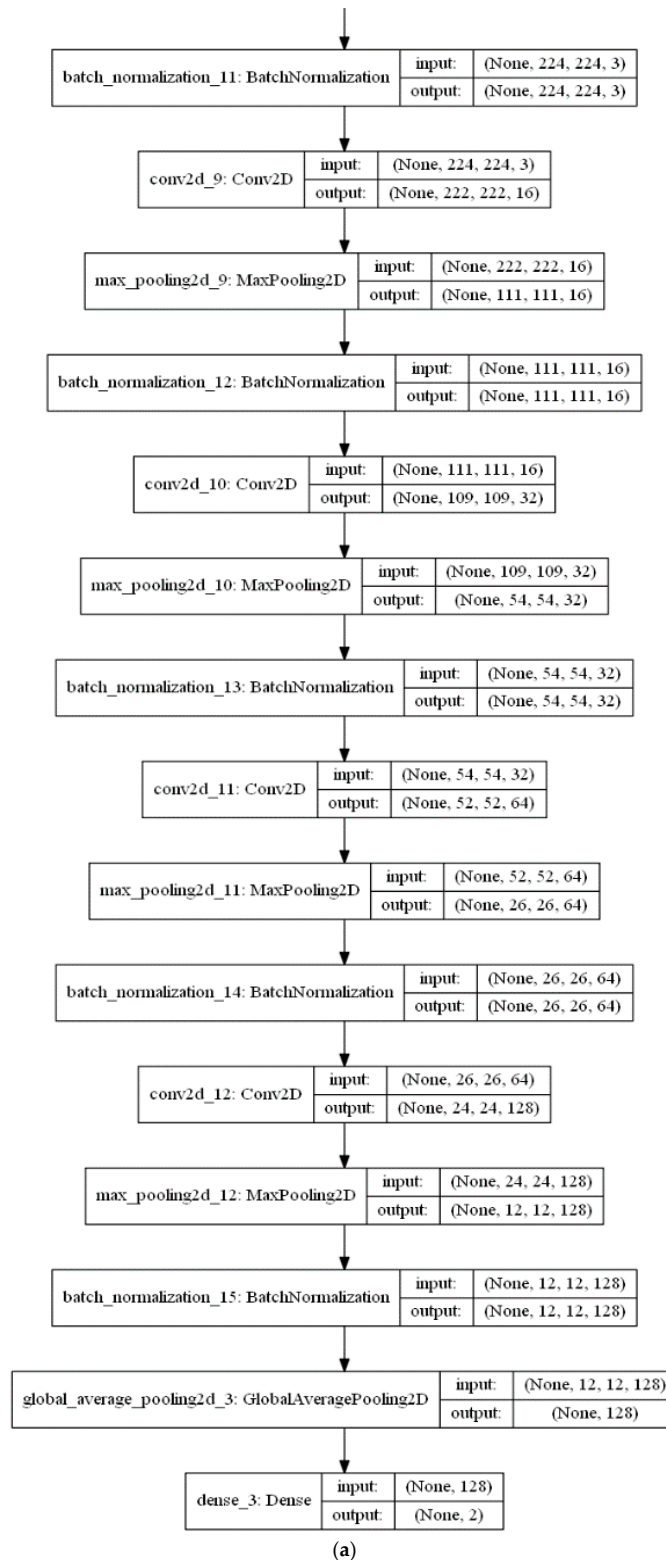 batch_normalization_11: BatchNormalization
input: (None, 224, 224, 3)
output: (None, 224, 224, 3)
conv2d_9: Conv2D
input: (None, 224, 224, 3)
output: (None, 222, 222, 16)
max_pooling2d_9: MaxPooling2D
input: (None, 222, 222, 16)
output: (None, 111, 111, 16)
batch_normalization_12: BatchNormalization
input: (None, 111, 111, 16)
output: (None, 111, 111, 16)
conv2d_10: Conv2D
input: (None, 111, 111, 16)
output: (None, 109, 109, 32)
max_pooling2d_10: MaxPooling2D
input: (None, 109, 109, 32)
output: (None, 54, 54, 32)
batch_normalization_13: BatchNormalization
input: (None, 54, 54, 32)
output: (None, 54, 54, 32)
conv2d_11: Conv2D
input: (None, 54, 54, 32)
output: (None, 52, 52, 64)
max_pooling2d_11: MaxPooling2D
input: (None, 52, 52, 64)
output: (None, 26, 26, 64)
batch_normalization_14: BatchNormalization
input: (None, 26, 26, 64)
output: (None, 26, 26, 64)
conv2d_12: Conv2D
input: (None, 26, 26, 64)
output: (None, 24, 24, 128)
max_pooling2d_12: MaxPooling2D
input: (None, 24, 24, 128)
output: (None, 12, 12, 128)
batch_normalization_15: BatchNormalization
input: (None, 12, 12, 128)
output: (None, 12, 12, 128)
global_average_pooling2d_3: GlobalAveragePooling2D
input: (None, 12, 12, 128)
output: (None, 128)
dense_3: Dense
input: (None, 128)
output: (None, 2)
(a)